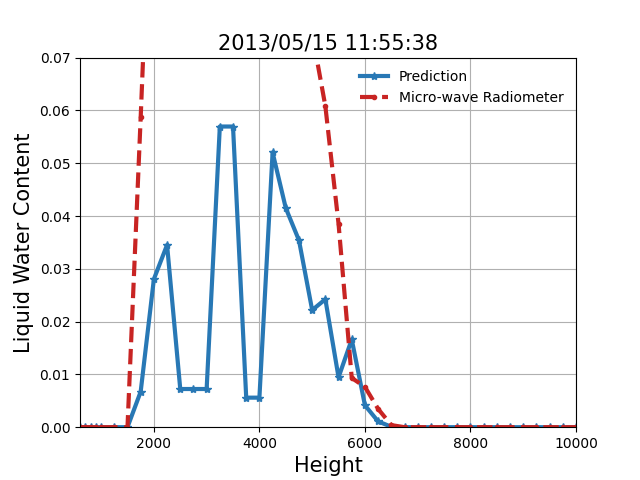 2013/05/15 11:55:38
Prediction
Micro-wave Radiometer
Liquid Water Content
0.07
0.06
0.05
0.04
0.03
0.02
0.01
0.00
2000 4000 6000 8000 10000
Height